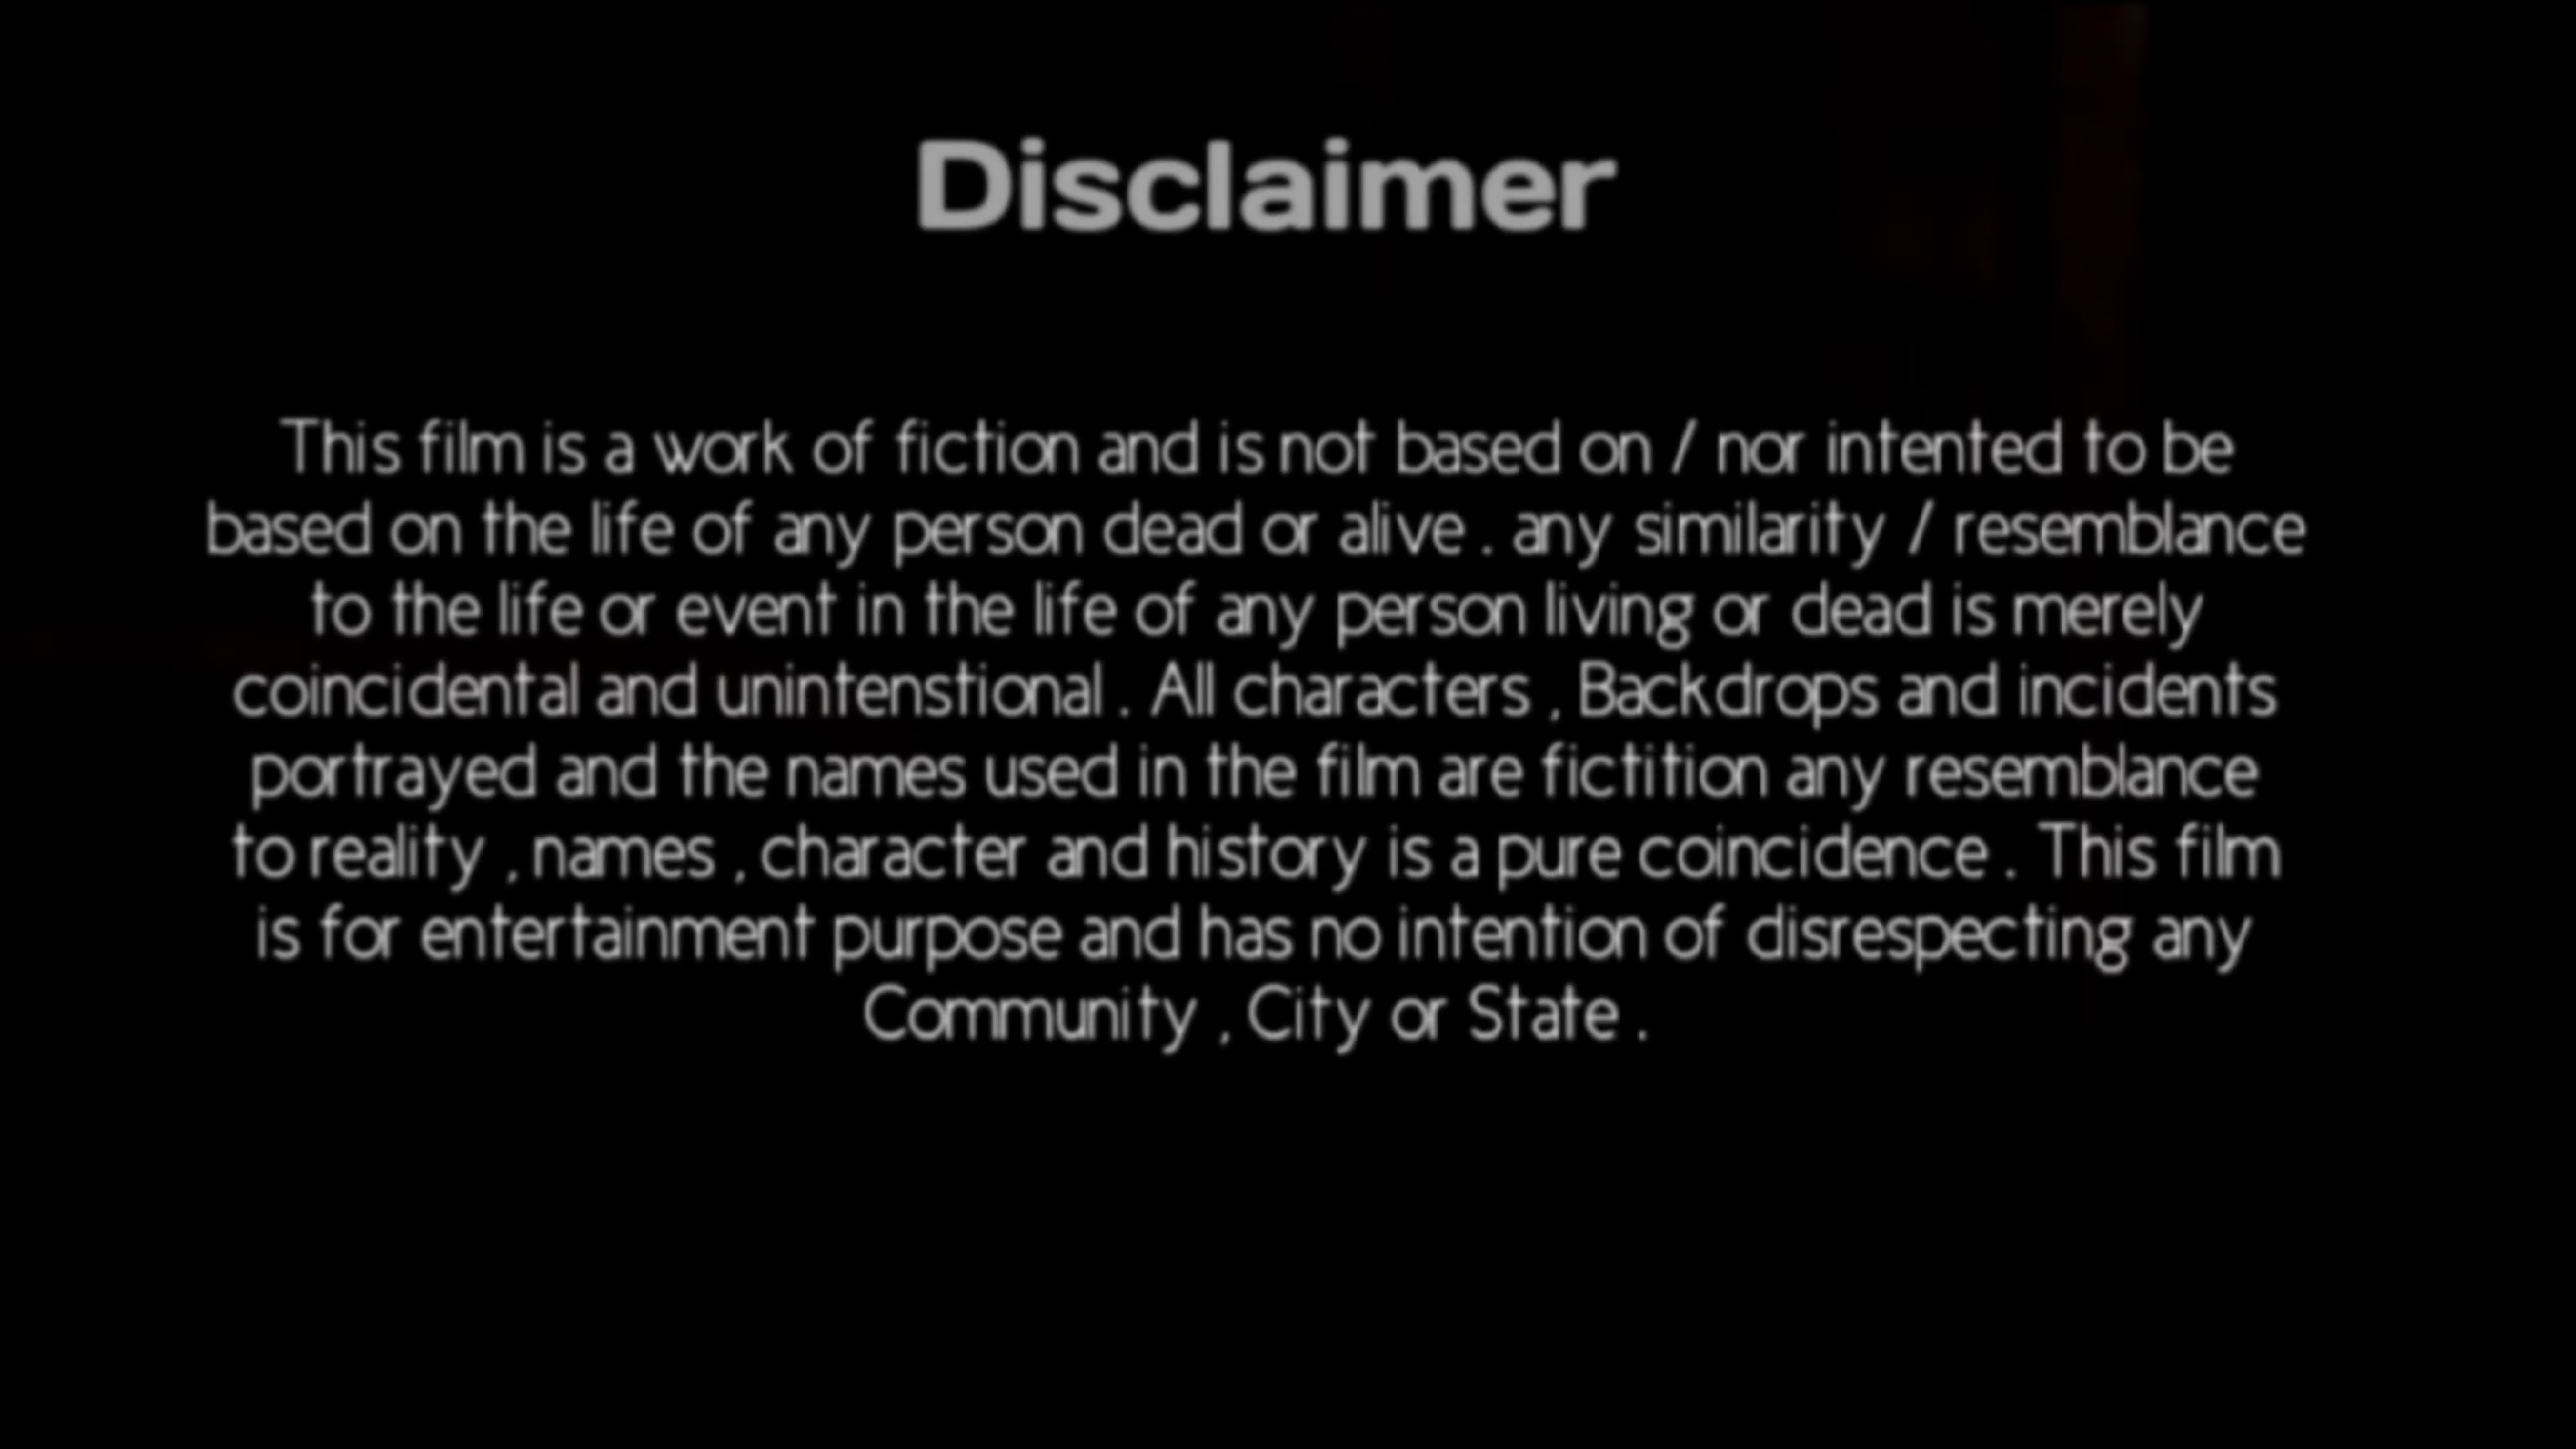 Disclaimer
This film is a work of fiction and is not based on / nor intented to be
based on the life of any person dead or alive . any similarity / resemblance
to the life or event in the life of any person living or dead is merely
coincidental and unintenstional . All characters , Backdrops and incidents
portrayed and the names used in the film are fictition any resemblance
to reality , names , character and history is a pure coincidence . This film
is for entertainment purpose and has no intention of disrespecting any
Community , City or State .